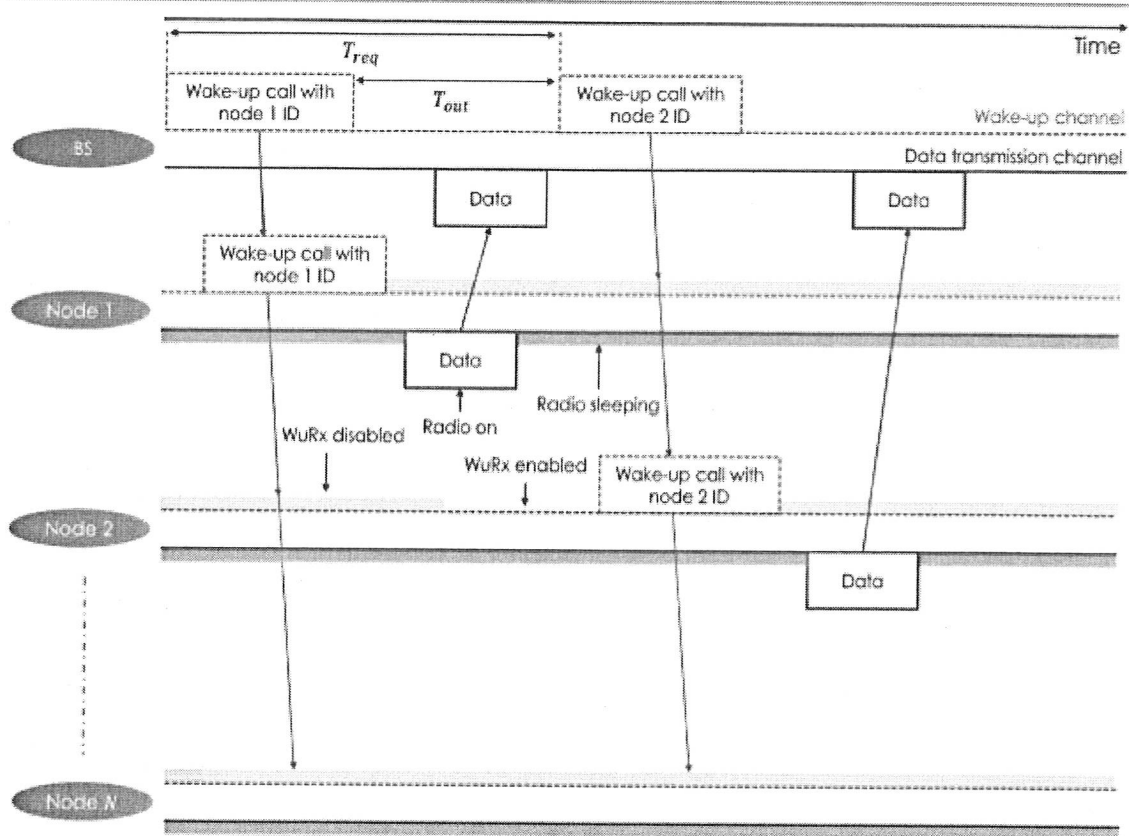 Time
T_req
Wake-up call with
node 1 ID
T_out
Wake-up call with
node 2 ID
Wake-up channel
BS
Data transmission channel
Data
Data
Wake-up call with
node 1 ID
Node 1
Data
Radio sleeping
Radio on
WuRx disabled
WuRx enabled
Wake-up call with
node 2 ID
Node 2
Data
Node N